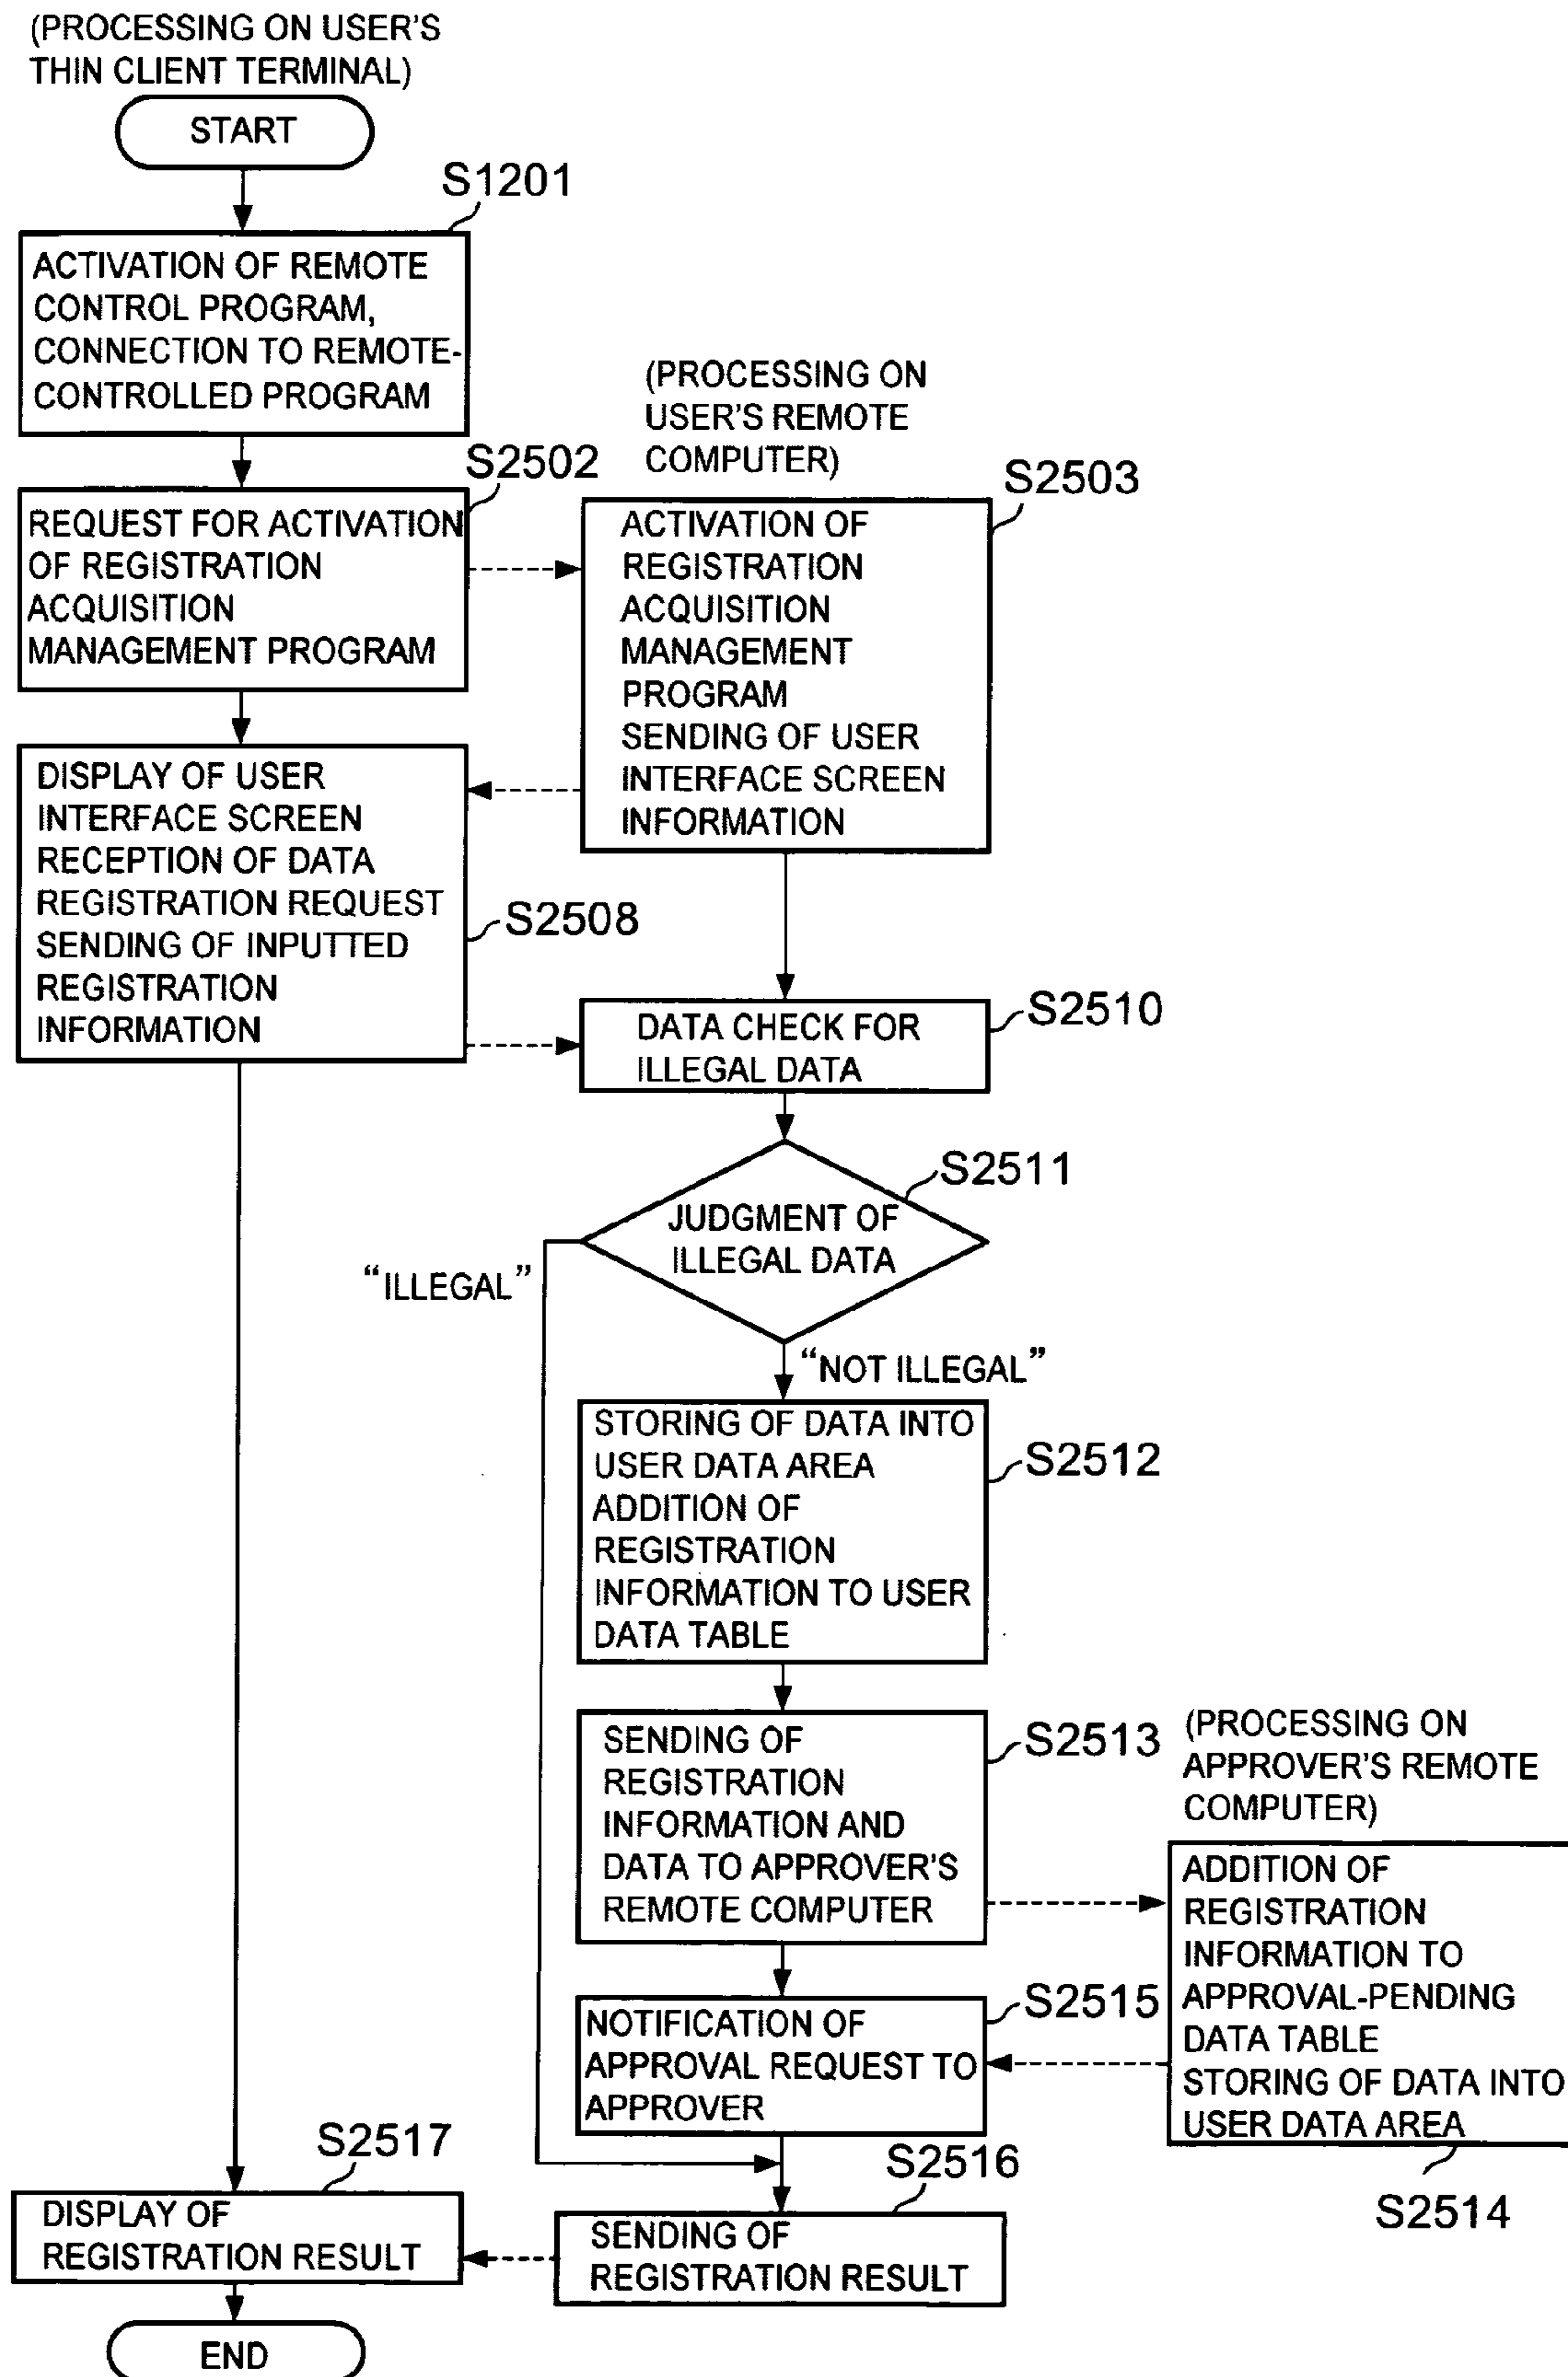 (PROCESSING ON USER'S
THIN CLIENT TERMINAL)
START
S1201
ACTIVATION OF REMOTE
CONTROL PROGRAM,
CONNECTION TO REMOTE-
CONTROLLED PROGRAM
(PROCESSING ON
USER'S REMOTE
COMPUTER)
S2502
REQUEST FOR ACTIVATION
OF REGISTRATION
ACQUISITION
MANAGEMENT PROGRAM
S2503
ACTIVATION OF
REGISTRATION
ACQUISITION
MANAGEMENT
PROGRAM
SENDING OF USER
INTERFACE SCREEN
INFORMATION
DISPLAY OF USER
INTERFACE SCREEN
RECEPTION OF DATA
REGISTRATION REQUEST
SENDING OF INPUTTED
REGISTRATION
INFORMATION
S2508
S2510
DATA CHECK FOR
ILLEGAL DATA
S2511
JUDGMENT OF
ILLEGAL DATA
“ILLEGAL”
“NOT ILLEGAL”
STORING OF DATA INTO
USER DATA AREA
ADDITION OF
REGISTRATION
INFORMATION TO USER
DATA TABLE
S2512
SENDING OF
REGISTRATION
INFORMATION AND
DATA TO APPROVER'S
REMOTE COMPUTER
S2513
(PROCESSING ON
APPROVER'S REMOTE
COMPUTER)
ADDITION OF
REGISTRATION
INFORMATION TO
APPROVAL-PENDING
DATA TABLE
STORING OF DATA INTO
USER DATA AREA
S2514
S2515
NOTIFICATION OF
APPROVAL REQUEST TO
APPROVER
S2516
SENDING OF
REGISTRATION RESULT
S2517
DISPLAY OF
REGISTRATION RESULT
END